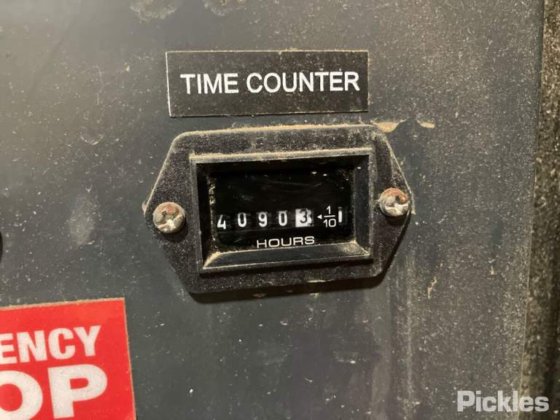 TIME COUNTER
40903 ◄1/10
HOURS
ENCY
OP
Pickles